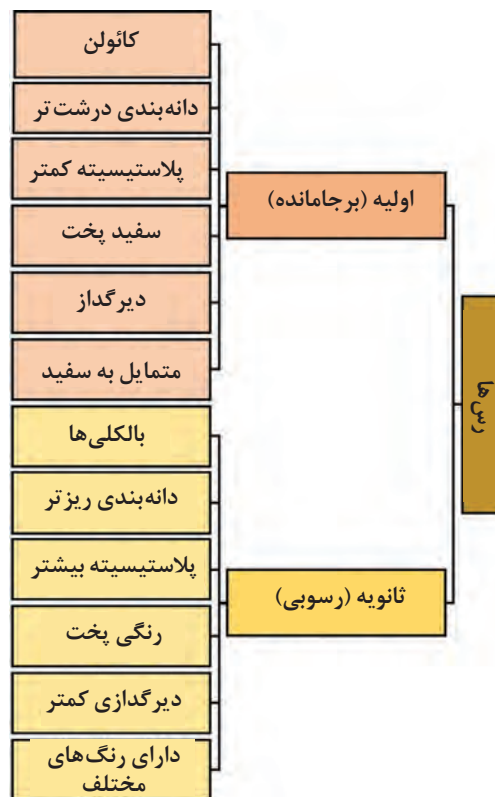 رس‌ها
اولیه (برجامانده)
کائولن
دانه‌بندی درشت‌تر
پلاستیسیته کمتر
سفید پخت
دیرگداز
متمایل به سفید
ثانویه (رسوبی)
بالکلی‌ها
دانه‌بندی ریزتر
پلاستیسیته بیشتر
رنگی پخت
دیرگدازی کمتر
دارای رنگ‌های
مختلف